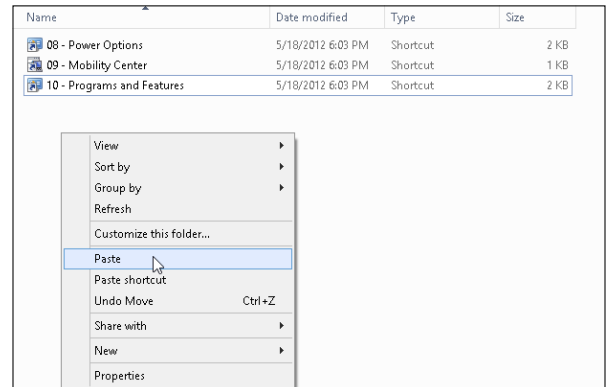 Name Date modified Type Size
08 - Power Options 5/18/2012 6:03 PM Shortcut 2 KB
09 - Mobility Center 5/18/2012 6:03 PM Shortcut 1 KB
10 - Programs and Features 5/18/2012 6:03 PM Shortcut 2 KB
View
Sort by
Group by
Refresh
Customize this folder...
Paste
Paste shortcut
Undo Move Ctrl+Z
Share with
New
Properties